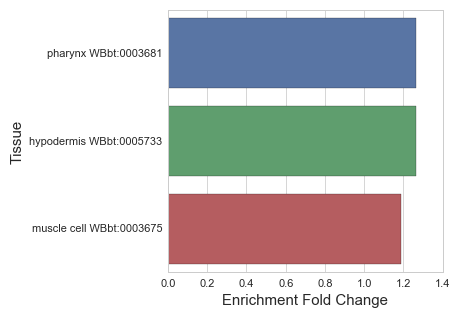 pharynx WBbt:0003681
hypodermis WBbt:0005733
muscle cell WBbt:0003675
Tissue
0.0 0.2 0.4 0.6 0.8 1.0 1.2 1.4
Enrichment Fold Change